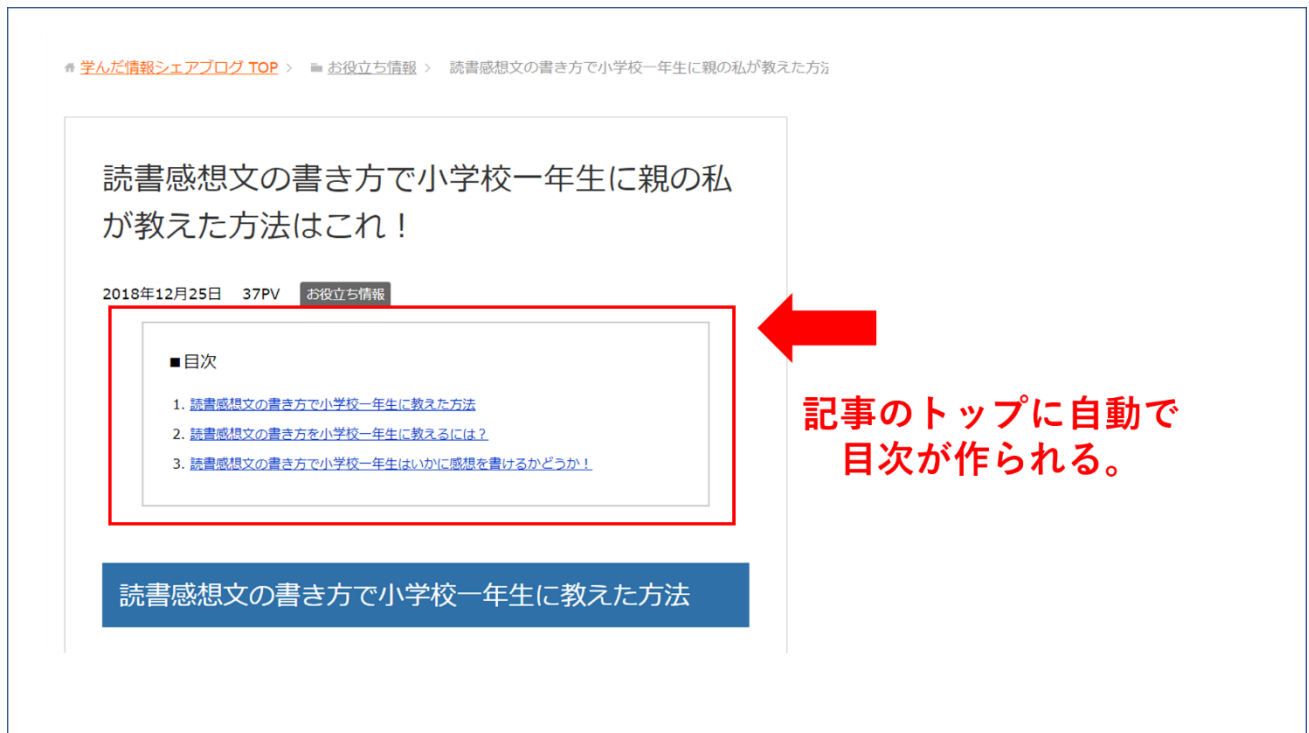 学んだ情報シェアブログ TOP > お役立ち情報 > 読書感想文の書き方で小学校一年生に親の私が教えた方
読書感想文の書き方で小学校一年生に親の私
が教えた方法はこれ！
2018年12月25日 37PV お役立ち情報
■目次
1. 読書感想文の書き方で小学校一年生に教えた方法
2. 読書感想文の書き方を小学校一年生に教えるには？
3. 読書感想文の書き方で小学校一年生はいかに感想を書けるかどうか！
記事のトップに自動で
目次が作られる。
読書感想文の書き方で小学校一年生に教えた方法